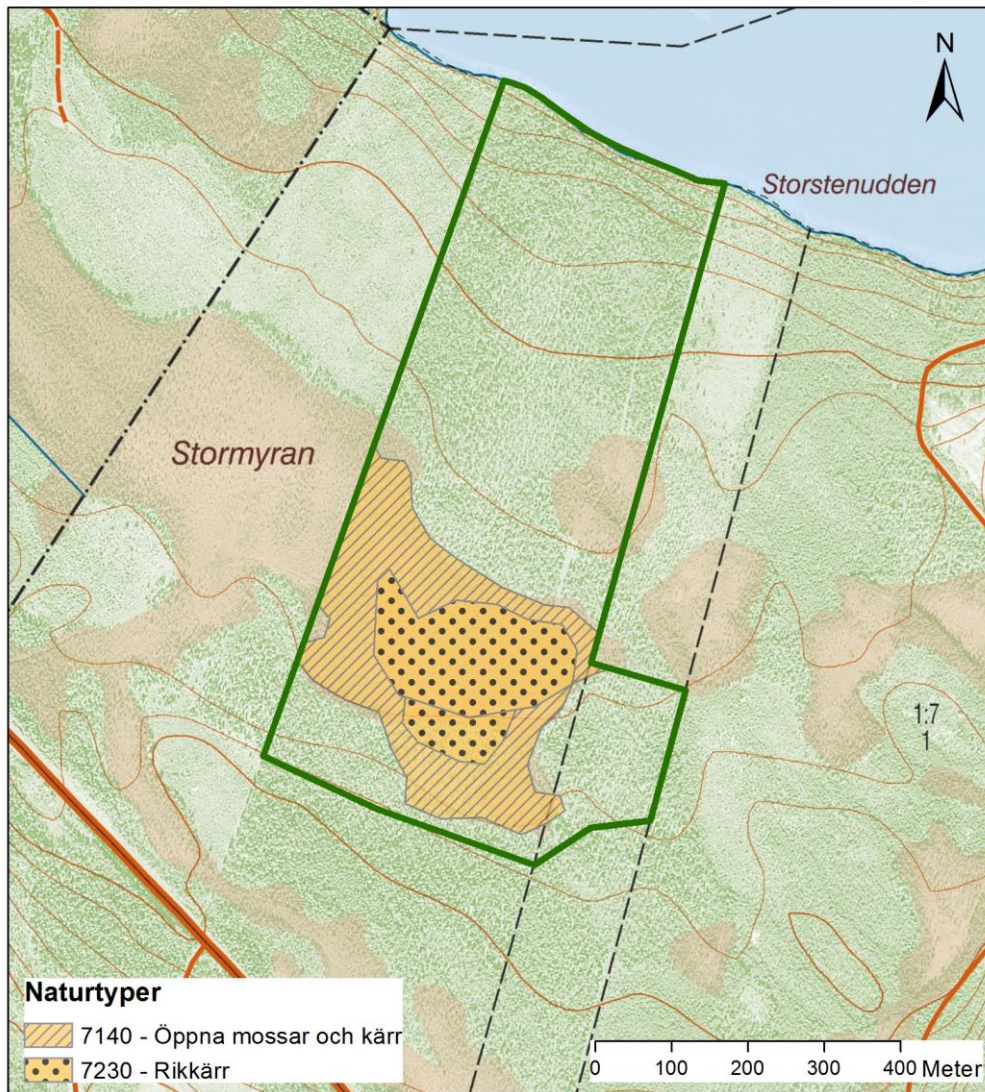 N
Storstenudden
Stormyran
1:7
1
Naturtyper
7140 - Öppna mossar och kärr
7230 - Rikkärr
0 100 200 300 400 Meter